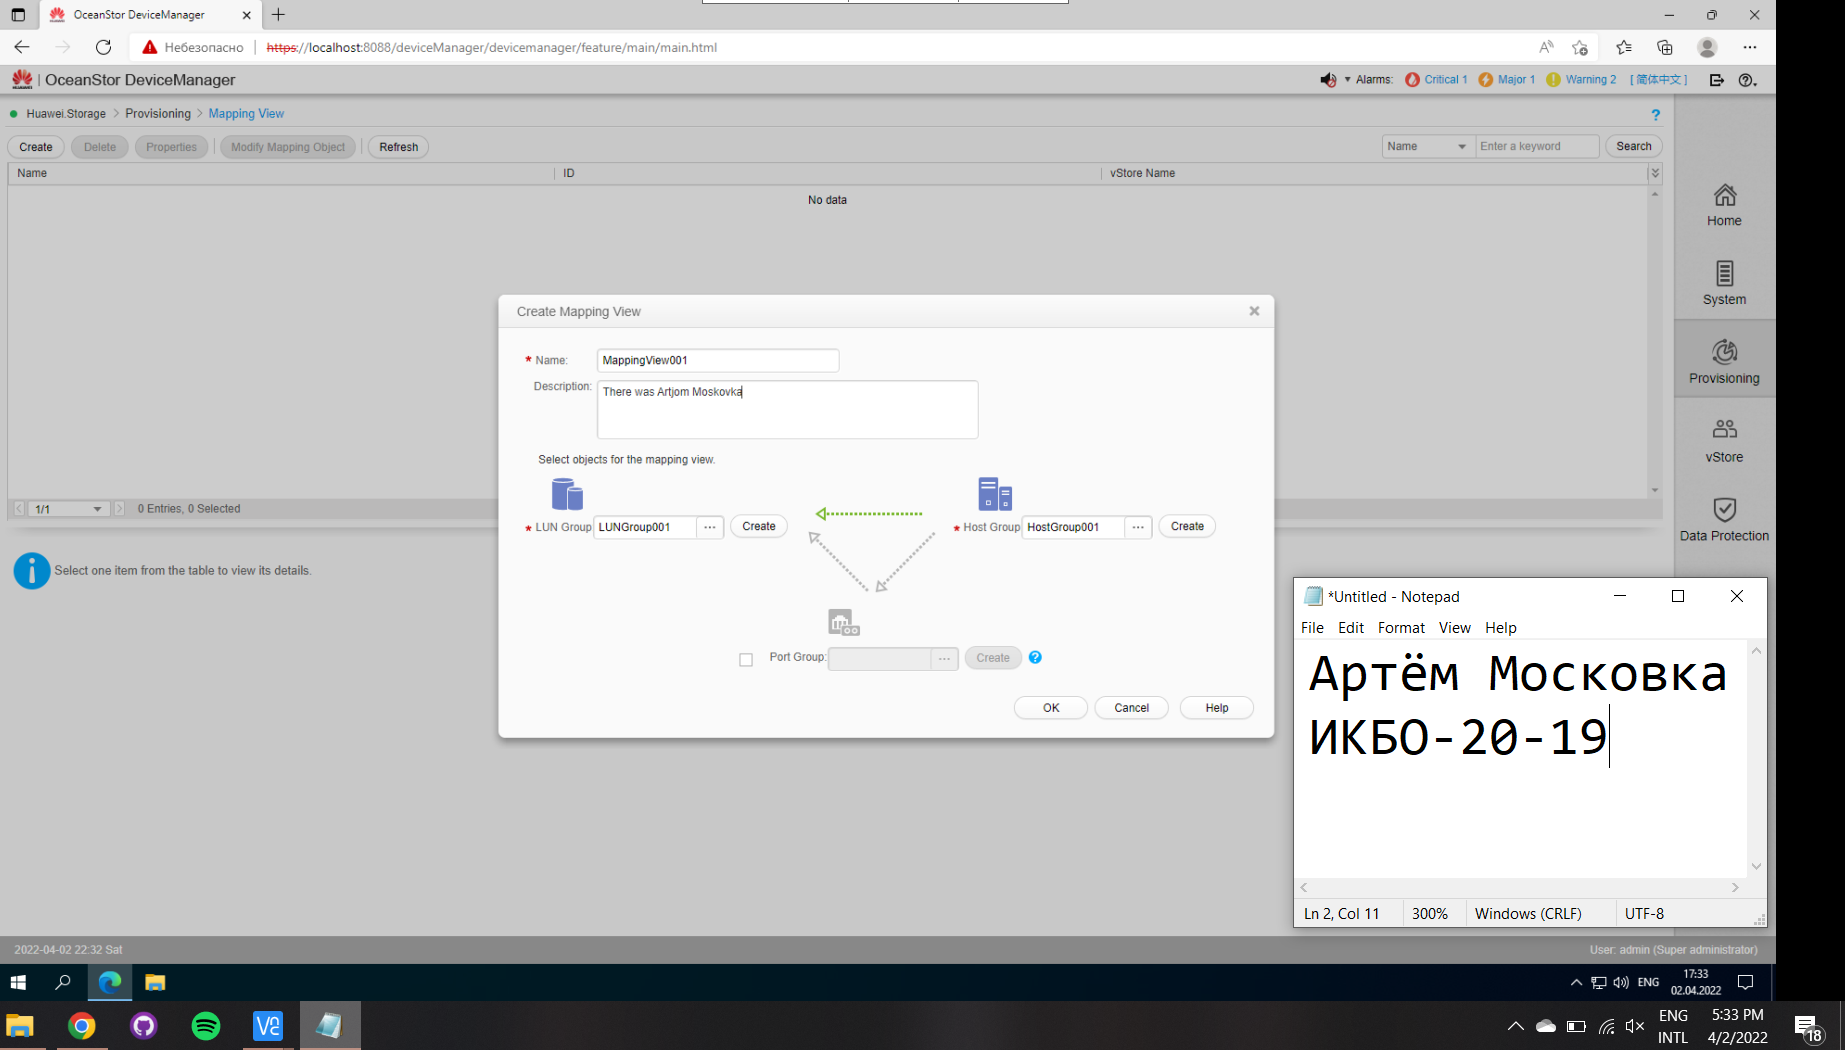 OceanStor DeviceManager
Небезопасно
https://localhost:8088/deviceManager/devicemanager/feature/main/main.html
HUAWEI | OceanStor DeviceManager
Alarms: Critical 1 Major 1 Warning 2 [简体中文]
Huawei.Storage > Provisioning > Mapping View
Create Delete Properties Modify Mapping Object Refresh
Name Enter a keyword Search
Name ID vStore Name
No data
Home
System
Provisioning
vStore
Data Protection
Create Mapping View
* Name: MappingView001
Description: There was Artjom Moskovka
Select objects for the mapping view.
* LUN Group LUNGroup001 ... Create
* Host Group HostGroup001 ... Create
Port Group: ... Create
OK Cancel Help
1/1 0 Entries, 0 Selected
Select one item from the table to view its details.
*Untitled - Notepad
File Edit Format View Help
Артём Московка
ИКБО-20-19
Ln 2, Col 11 300% Windows (CRLF) UTF-8
2022-04-02 22:32 Sat
User: admin (Super administrator)
ENG 17:33
02.04.2022
ENG 5:33 PM
INTL 4/2/2022
18